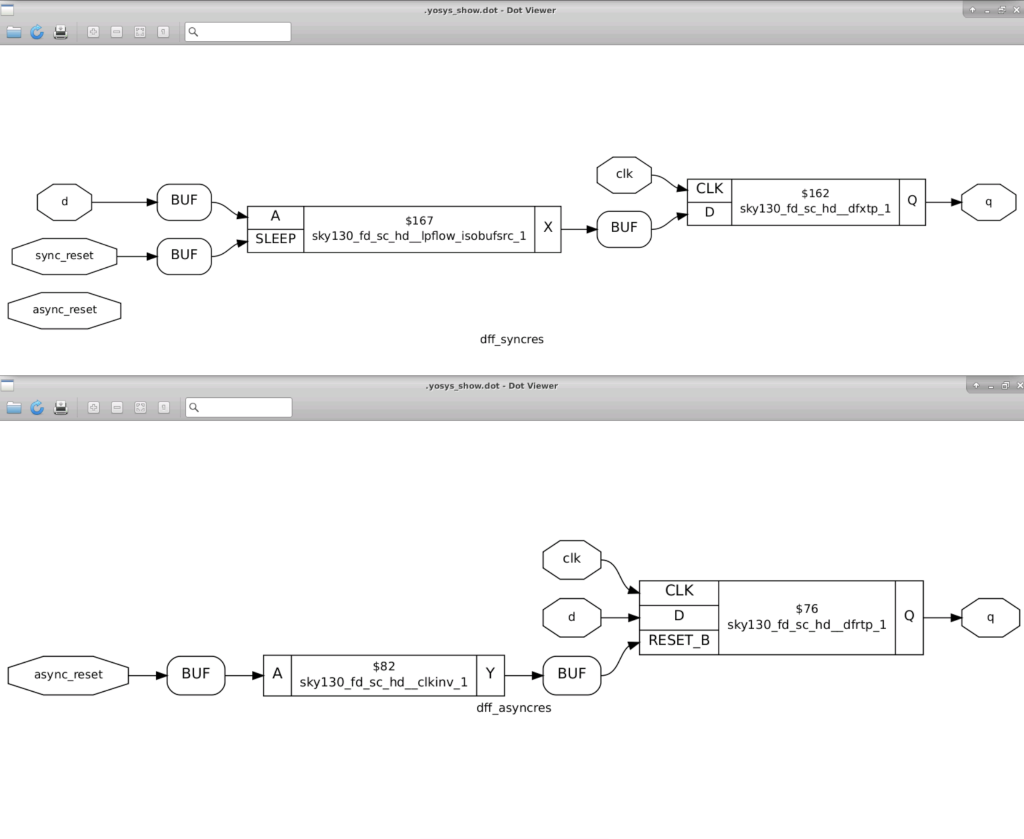 .yosys_show.dot - Dot Viewer
clk
d
BUF
CLK
$162
A
$167
BUF
D
sky130_fd_sc_hd__dfxtp_1
Q
q
SLEEP
sky130_fd_sc_hd__lpflow_isobufsrc_1
X
sync_reset
BUF
async_reset
dff_syncres
.yosys_show.dot - Dot Viewer
clk
CLK
d
D
$76
sky130_fd_sc_hd__dfrtp_1
Q
q
RESET_B
async_reset
BUF
A
$82
sky130_fd_sc_hd__clkinv_1
Y
BUF
dff_asyncres